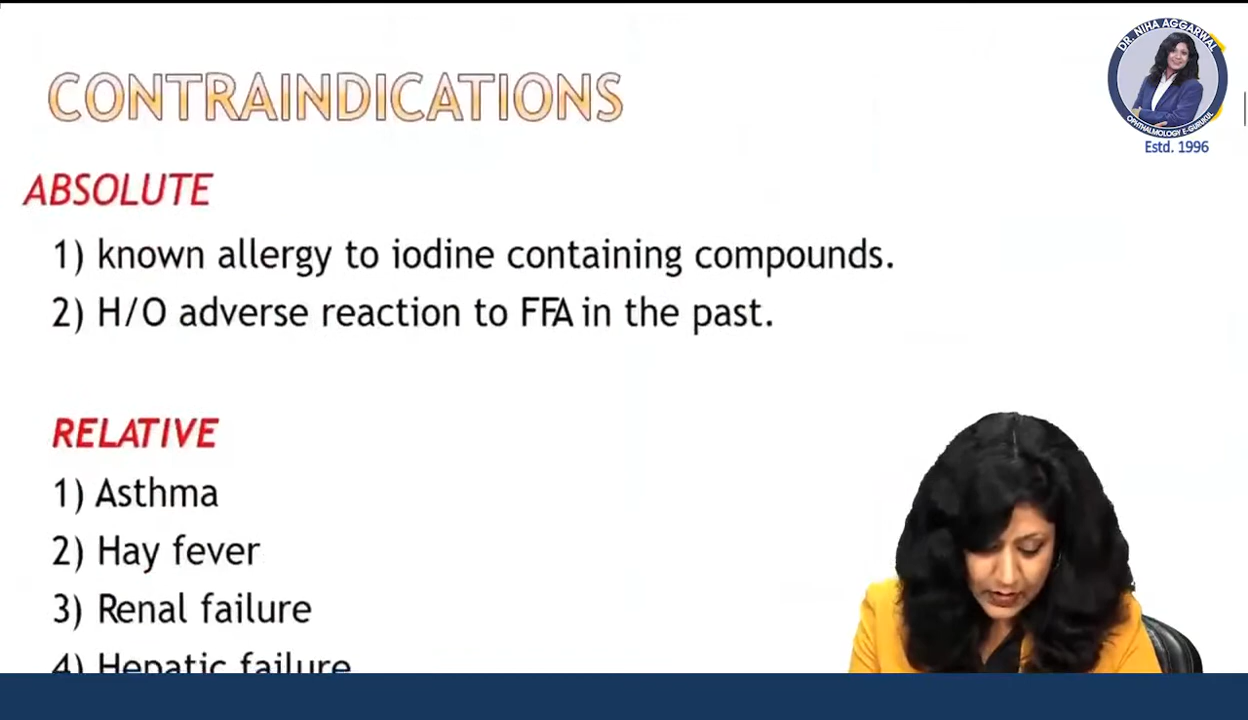 DR. NIHA AGGARWAL
OPHTHALMOLOGY E-GURUKUL
Estd. 1996
CONTRAINDICATIONS
ABSOLUTE
1) known allergy to iodine containing compounds.
2) H/O adverse reaction to FFA in the past.
RELATIVE
1) Asthma
2) Hay fever
3) Renal failure
4) Hepatic failure